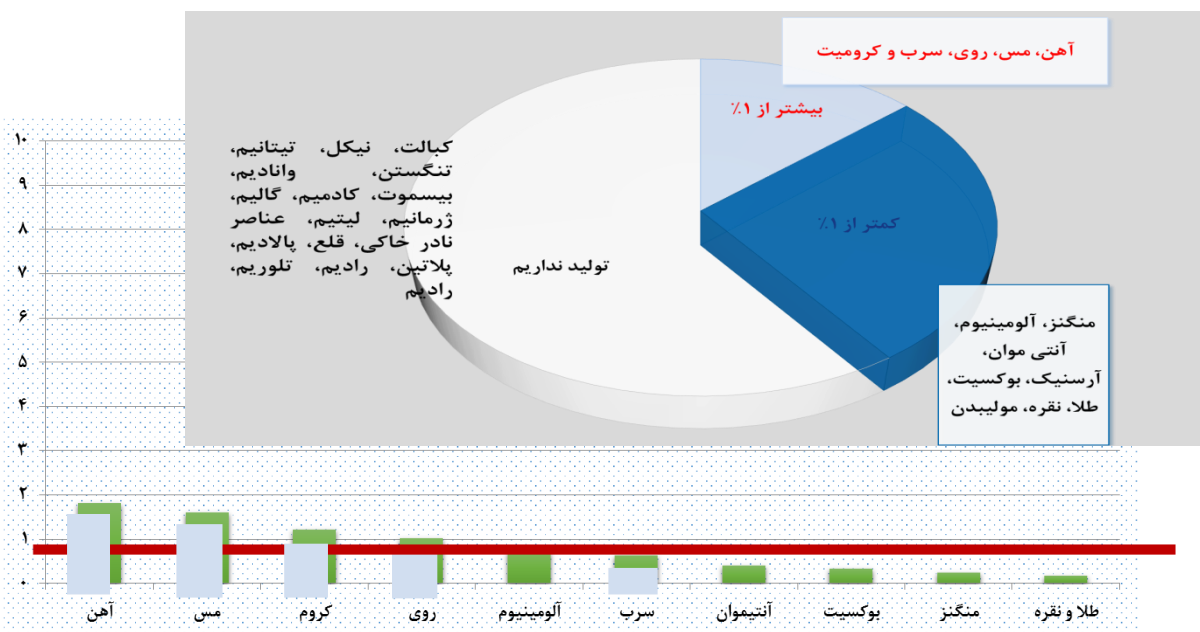 آهن، مس، روی، سرب و کرومیت
بیشتر از ۱٪
کمتر از ۱٪
تولید نداریم
کبالت، نیکل، تیتانیم،
تنگستن، وانادیم،
بیسموت، کادمیم، گالیم،
ژرمانیم، لیتیم، عناصر
نادر خاکی، قلع، پالادیم،
پلاتین، رادیم، تلوریم،
رادیم
منگنز، آلومینیوم،
آنتی موان،
آرسنیک، بوکسیت،
طلا، نقره، مولیبدن
۱۰
۹
۸
۷
۶
۵
۴
۳
۲
۱
۰
آهن
مس
کروم
روی
آلومینیوم
سرب
آنتیموان
بوکسیت
منگنز
طلا و نقره